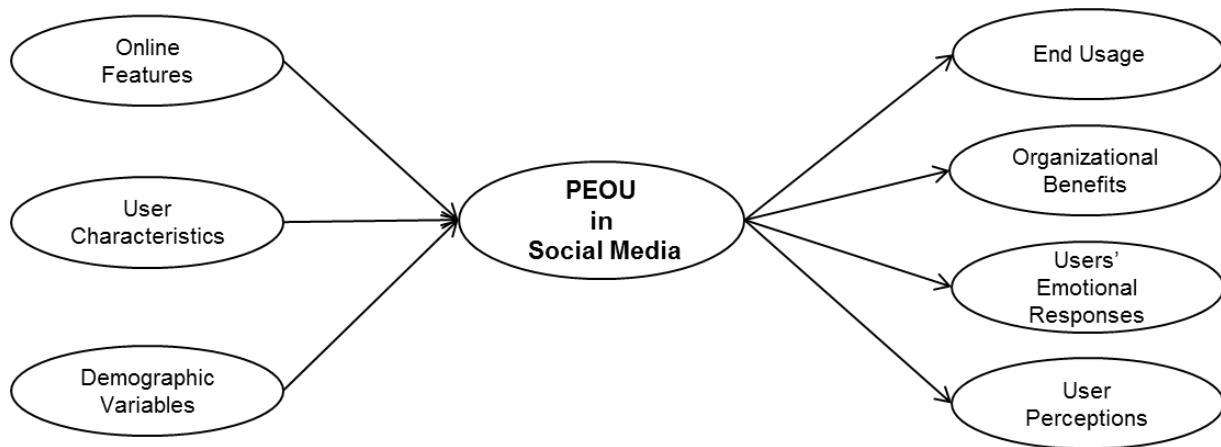 Online
Features
User
Characteristics
Demographic
Variables
PEOU
in
Social Media
End Usage
Organizational
Benefits
Users’
Emotional
Responses
User
Perceptions